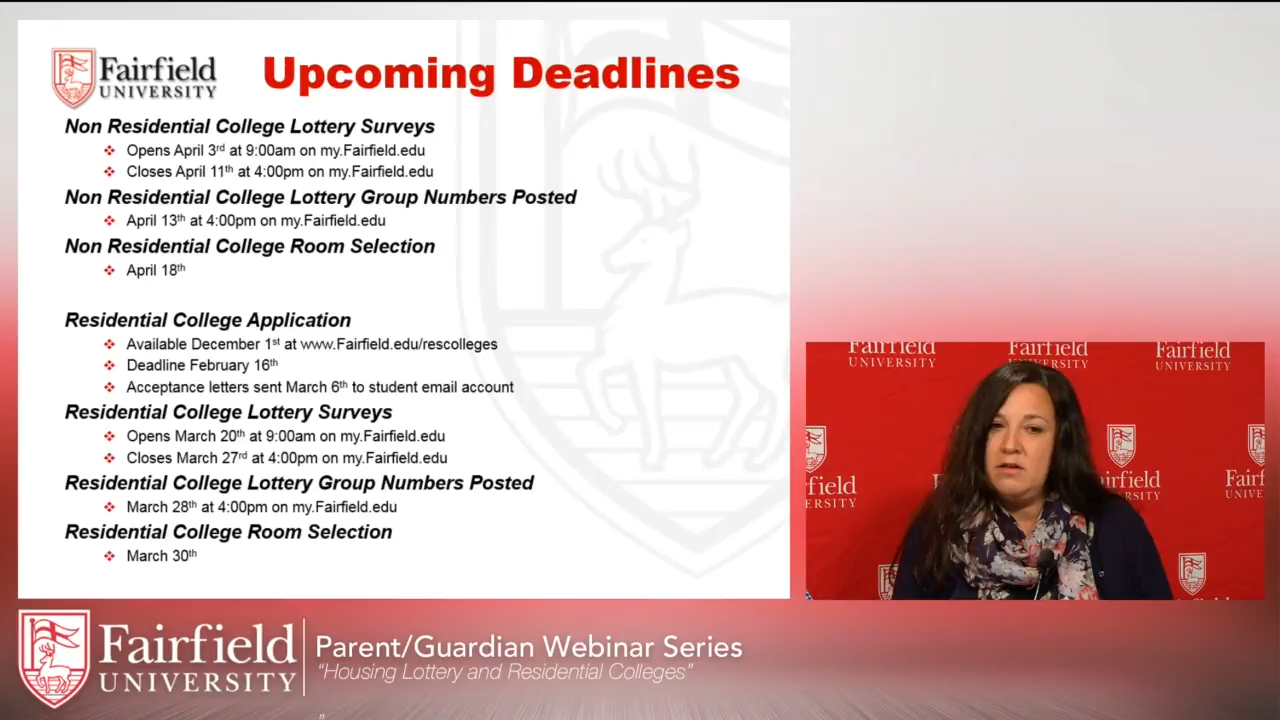 Fairfield
UNIVERSITY
Upcoming Deadlines
Non Residential College Lottery Surveys
❖ Opens April 3rd at 9:00am on my.Fairfield.edu
❖ Closes April 11th at 4:00pm on my.Fairfield.edu
Non Residential College Lottery Group Numbers Posted
❖ April 13th at 4:00pm on my.Fairfield.edu
Non Residential College Room Selection
❖ April 18th
Residential College Application
❖ Available December 1st at www.Fairfield.edu/rescolleges
❖ Deadline February 16th
❖ Acceptance letters sent March 6th to student email account
Residential College Lottery Surveys
❖ Opens March 20th at 9:00am on my.Fairfield.edu
❖ Closes March 27rd at 4:00pm on my.Fairfield.edu
Residential College Lottery Group Numbers Posted
❖ March 28th at 4:00pm on my.Fairfield.edu
Residential College Room Selection
❖ March 30th
Fairfield Fairfield Fairfield
UNIVERSITY UNIVERSITY UNIVERSITY
field airfield Fairf
ERSITY ERSITY UNIVE
Fairfield
UNIVERSITY
Parent/Guardian Webinar Series
“Housing Lottery and Residential Colleges”
”